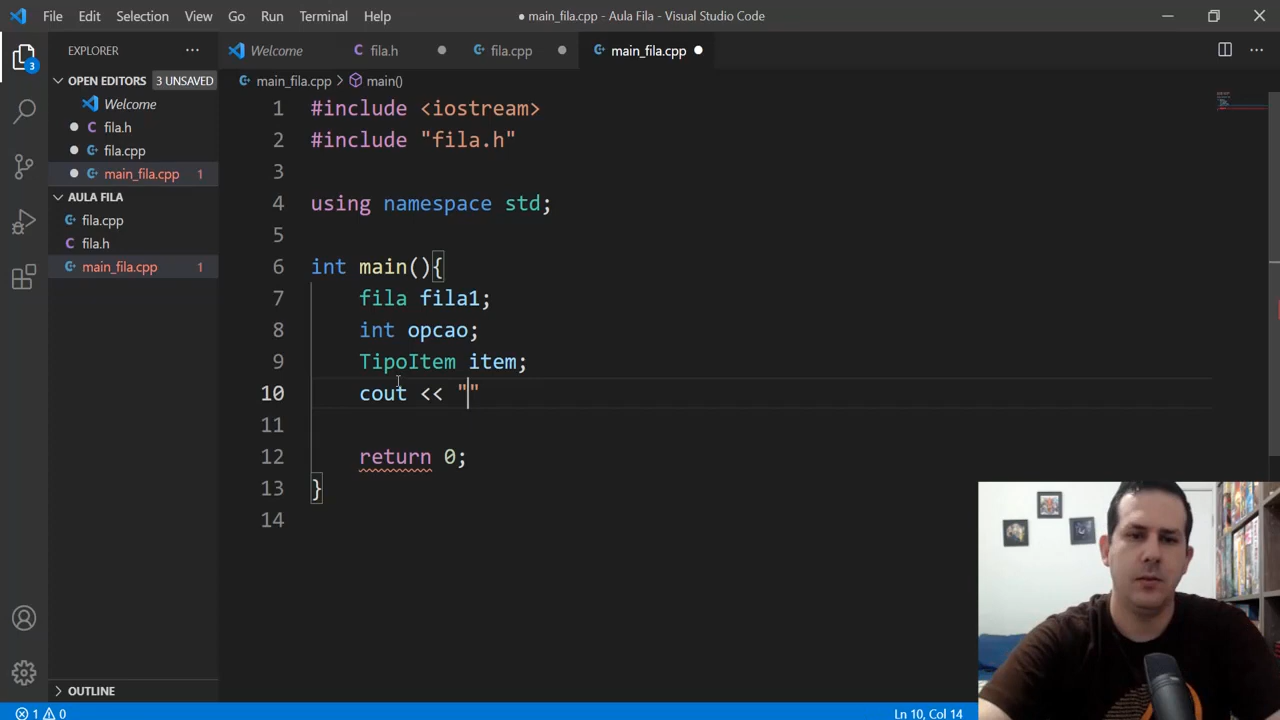 File Edit Selection View Go Run Terminal Help
● main_fila.cpp - Aula Fila - Visual Studio Code
EXPLORER ···
Welcome
fila.h
fila.cpp
main_fila.cpp
OPEN EDITORS 3 UNSAVED
Welcome
fila.h
fila.cpp
main_fila.cpp 1
AULA FILA
fila.cpp
fila.h
main_fila.cpp 1
OUTLINE
3
main_fila.cpp > main()
1 #include <iostream>
2 #include "fila.h"
3
4 using namespace std;
5
6 int main(){
7 fila fila1;
8 int opcao;
9 TipoItem item;
10 cout << ""
11
12 return 0;
13 }
14
1 0
Ln 10, Col 14